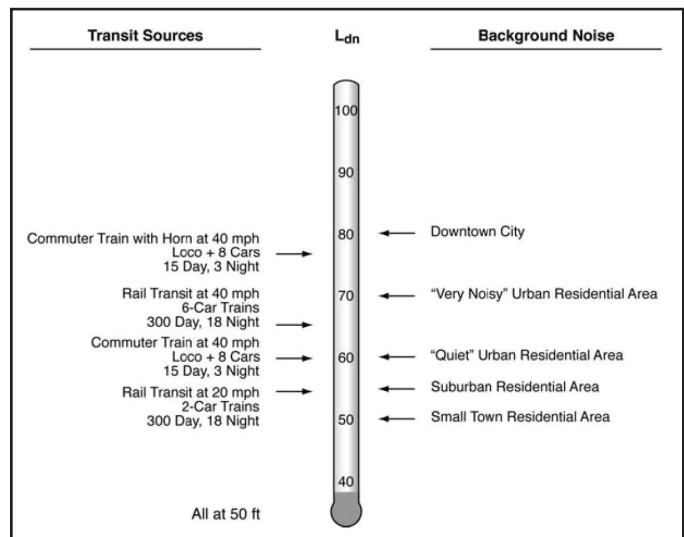 Transit Sources
Ldn
Background Noise
100
90
80
70
60
50
40
Commuter Train with Horn at 40 mph
Loco + 8 Cars
15 Day, 3 Night
Rail Transit at 40 mph
6-Car Trains
300 Day, 18 Night
Commuter Train at 40 mph
Loco + 8 Cars
15 Day, 3 Night
Rail Transit at 20 mph
2-Car Trains
300 Day, 18 Night
All at 50 ft
Downtown City
“Very Noisy” Urban Residential Area
“Quiet” Urban Residential Area
Suburban Residential Area
Small Town Residential Area